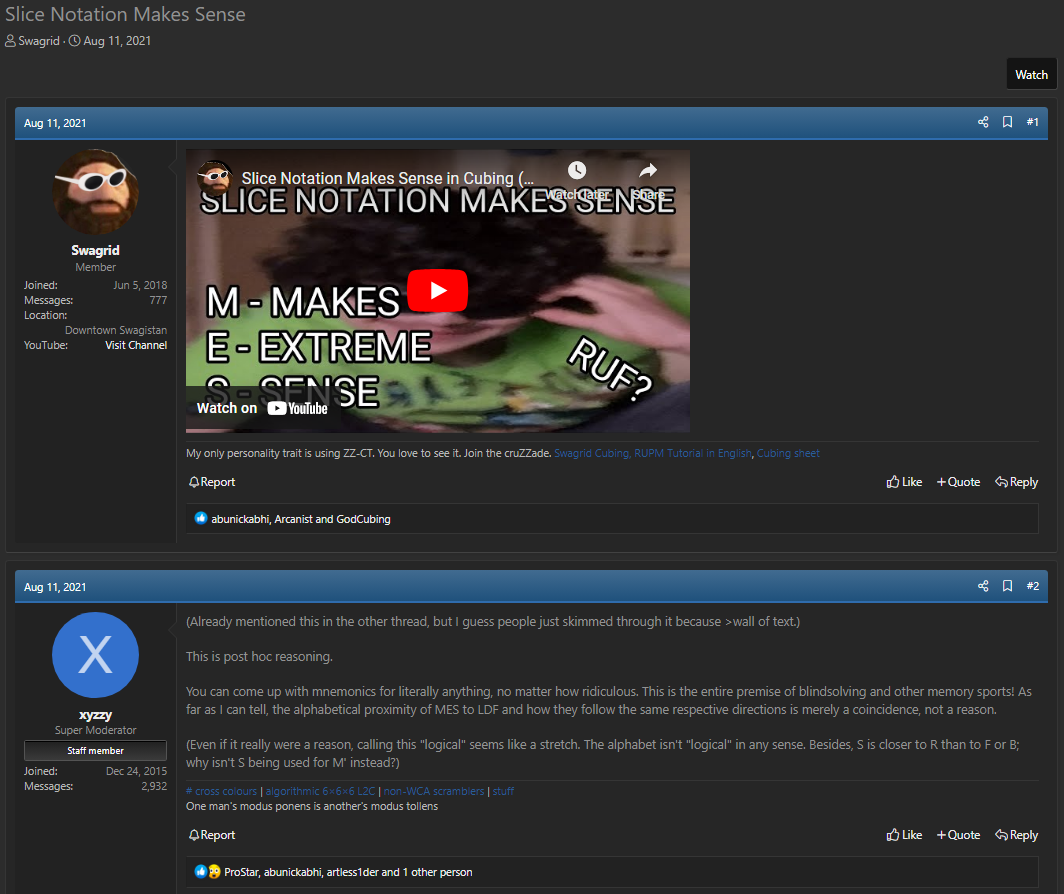 Slice Notation Makes Sense
Swagrid · Aug 11, 2021
Watch
Aug 11, 2021
#1
Swagrid
Member
Joined: Jun 5, 2018
Messages: 777
Location:
Downtown Swagistan
YouTube: Visit Channel
Slice Notation Makes Sense in Cubing (...
Watch later Share
SLICE NOTATION MAKES SENSE
M - MAKES
E - EXTREME
S - SENSE
RUF?
Watch on YouTube
My only personality trait is using ZZ-CT. You love to see it. Join the cruZZade. Swagrid Cubing, RUPM Tutorial in English, Cubing sheet
Report
Like +Quote Reply
abunickabhi, Arcanist and GodCubing
Aug 11, 2021
#2
X
xyzzy
Super Moderator
Staff member
Joined: Dec 24, 2015
Messages: 2,932
(Already mentioned this in the other thread, but I guess people just skimmed through it because >wall of text.)
This is post hoc reasoning.
You can come up with mnemonics for literally anything, no matter how ridiculous. This is the entire premise of blindsolving and other memory sports! As
far as I can tell, the alphabetical proximity of MES to LDF and how they follow the same respective directions is merely a coincidence, not a reason.
(Even if it really were a reason, calling this "logical" seems like a stretch. The alphabet isn't "logical" in any sense. Besides, S is closer to R than to F or B;
why isn't S being used for M' instead?)
# cross colours | algorithmic 6×6×6 L2C | non-WCA scramblers | stuff
One man's modus ponens is another's modus tollens
Report
Like +Quote Reply
ProStar, abunickabhi, artless1der and 1 other person